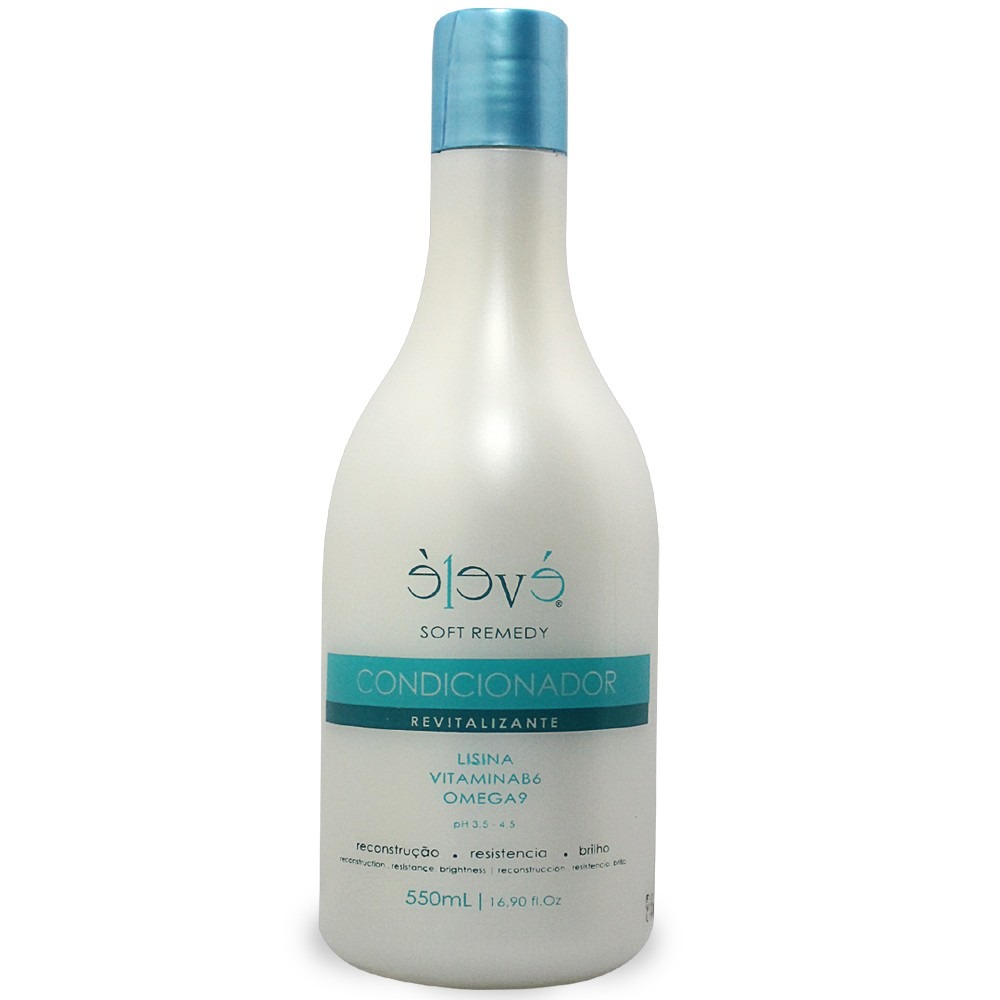 èlevé®
SOFT REMEDY
CONDICIONADOR
REVITALIZANTE
LISINA
VITAMINAB6
OMEGA9
pH 3.5 - 4.5
reconstrução . resistencia . brilho
reconstruction . resistance . brightness | reconstruccion . resistencia . brillo
550mL | 16,90 fl.Oz